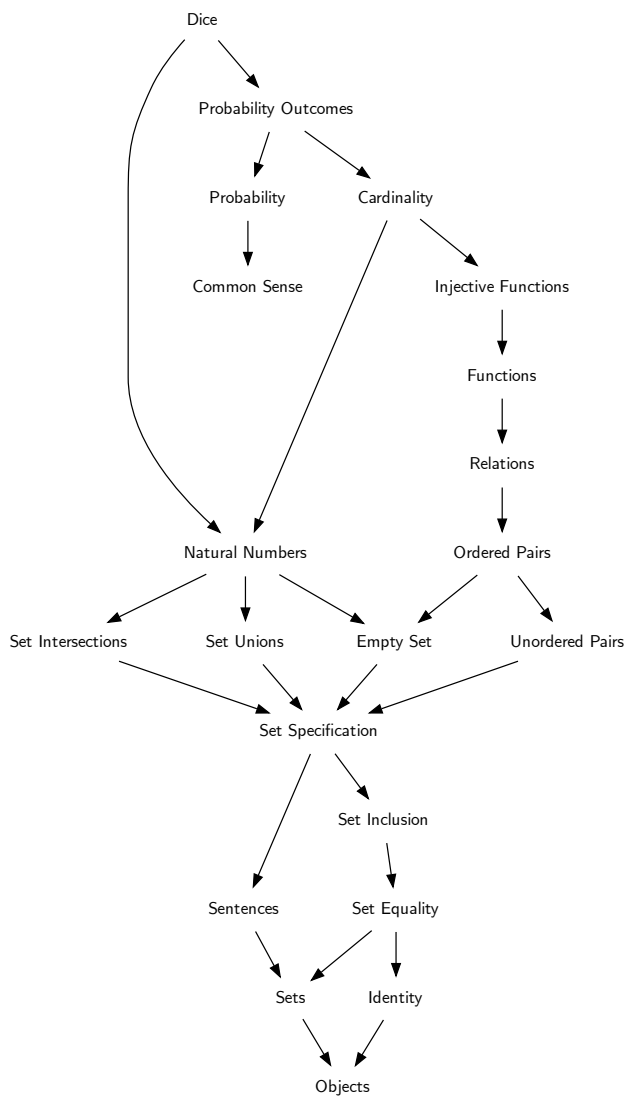 Dice
Probability Outcomes
Probability
Cardinality
Common Sense
Injective Functions
Functions
Relations
Natural Numbers
Ordered Pairs
Set Intersections
Set Unions
Empty Set
Unordered Pairs
Set Specification
Set Inclusion
Sentences
Set Equality
Sets
Identity
Objects